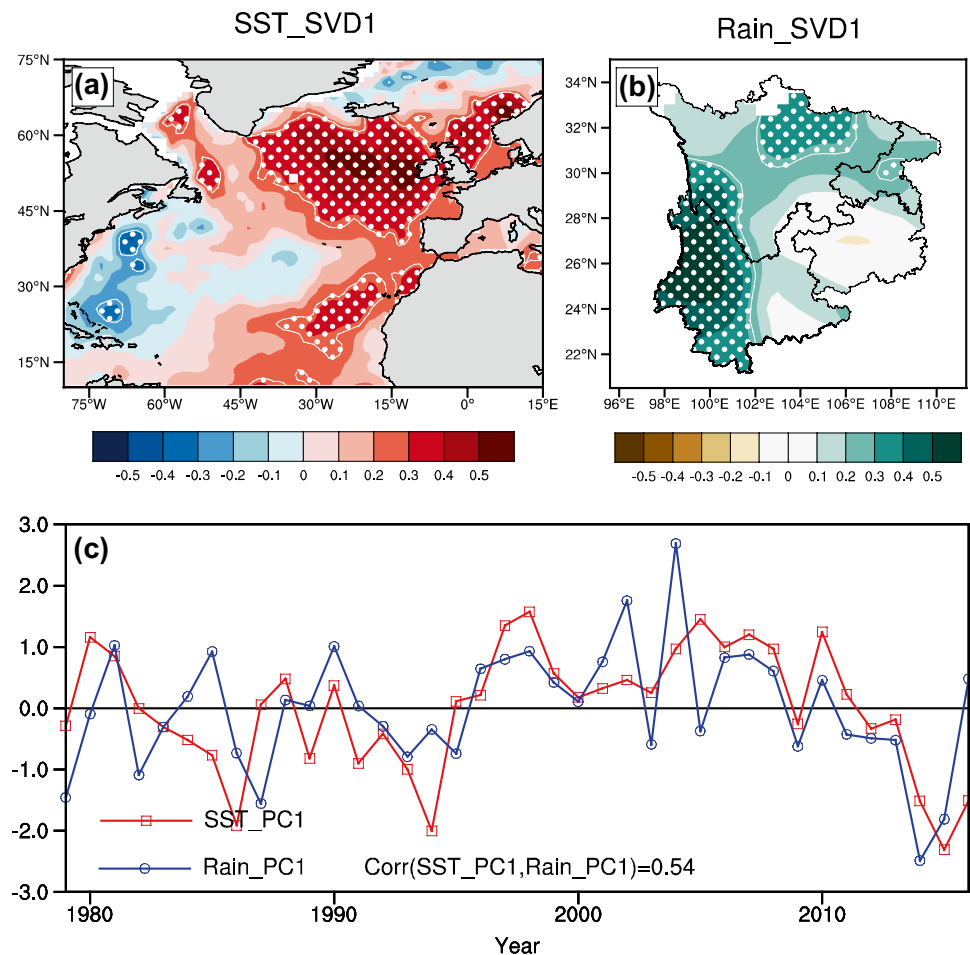 SST_SVD1
Rain_SVD1
(a)
75°N
60°N
45°N
30°N
15°N
75°W 60°W 45°W 30°W 15°W 0° 15°E
-0.5 -0.4 -0.3 -0.2 -0.1 0 0.1 0.2 0.3 0.4 0.5
(b)
34°N
32°N
30°N
28°N
26°N
24°N
22°N
96°E 98°E 100°E 102°E 104°E 106°E 108°E 110°E
-0.5 -0.4 -0.3 -0.2 -0.1 0 0.1 0.2 0.3 0.4 0.5
(c)
3.0
2.0
1.0
0.0
-1.0
-2.0
-3.0
SST_PC1
Rain_PC1 Corr(SST_PC1,Rain_PC1)=0.54
1980 1990 2000 2010
Year